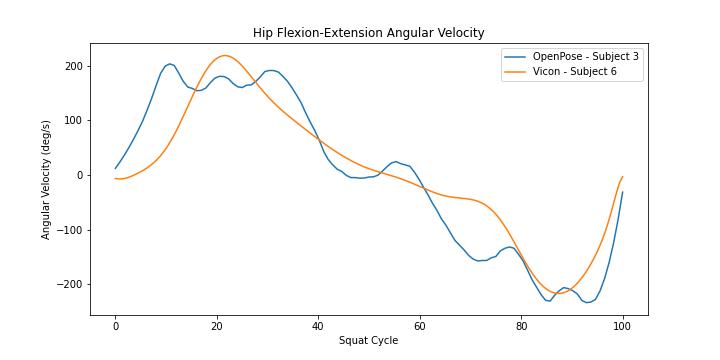 Hip Flexion-Extension Angular Velocity
OpenPose - Subject 3
Vicon - Subject 6
200
100
0
−100
−200
Angular Velocity (deg/s)
0 20 40 60 80 100
Squat Cycle